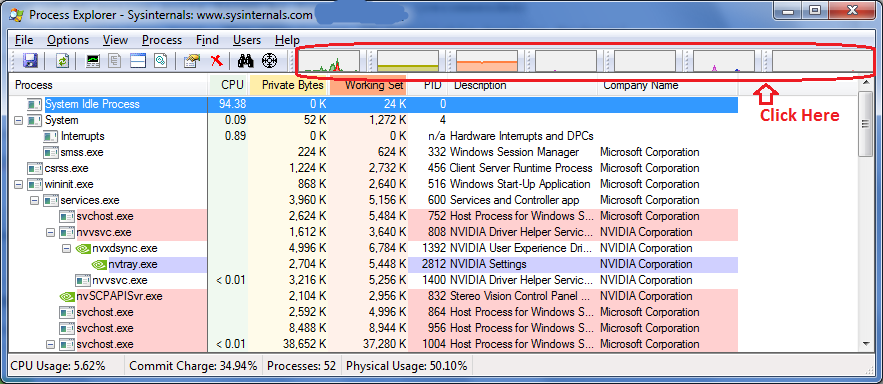 Process Explorer - Sysinternals: www.sysinternals.com
File Options View Process Find Users Help
Click Here
Process CPU Private Bytes Working Set PID Description Company Name
System Idle Process 94.38 0 K 24 K 0
System 0.09 52 K 1,272 K 4
Interrupts 0.89 0 K 0 K n/a Hardware Interrupts and DPCs
smss.exe 224 K 624 K 332 Windows Session Manager Microsoft Corporation
csrss.exe 1,224 K 2,732 K 456 Client Server Runtime Process Microsoft Corporation
wininit.exe 868 K 2,640 K 516 Windows Start-Up Application Microsoft Corporation
services.exe 3,960 K 5,156 K 600 Services and Controller app Microsoft Corporation
svchost.exe 2,624 K 5,484 K 752 Host Process for Windows S... Microsoft Corporation
nvvsvc.exe 1,612 K 3,640 K 808 NVIDIA Driver Helper Servic... NVIDIA Corporation
nvxdsync.exe 4,996 K 6,784 K 1392 NVIDIA User Experience Dri... NVIDIA Corporation
nvtray.exe 2,704 K 5,448 K 2812 NVIDIA Settings NVIDIA Corporation
nvvsvc.exe < 0.01 3,216 K 5,256 K 1400 NVIDIA Driver Helper Servic... NVIDIA Corporation
nvSCPAPISvr.exe 2,104 K 2,956 K 832 Stereo Vision Control Panel ... NVIDIA Corporation
svchost.exe 2,592 K 4,996 K 864 Host Process for Windows S... Microsoft Corporation
svchost.exe 8,488 K 8,944 K 956 Host Process for Windows S... Microsoft Corporation
svchost.exe < 0.01 38,652 K 37,280 K 1004 Host Process for Windows S... Microsoft Corporation
CPU Usage: 5.62% Commit Charge: 34.94% Processes: 52 Physical Usage: 50.10%